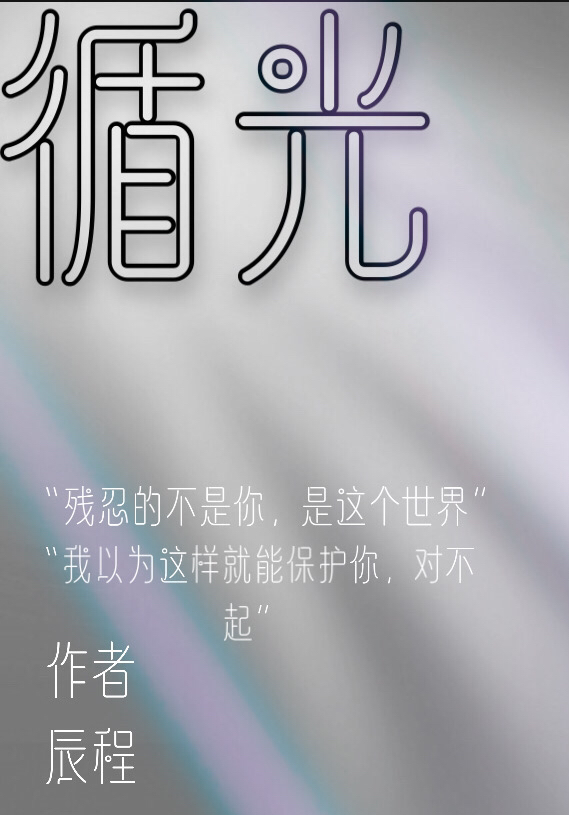 循光
“残忍的不是你，是这个世界”
“我以为这样就能保护你，对不
起”
作者
辰程